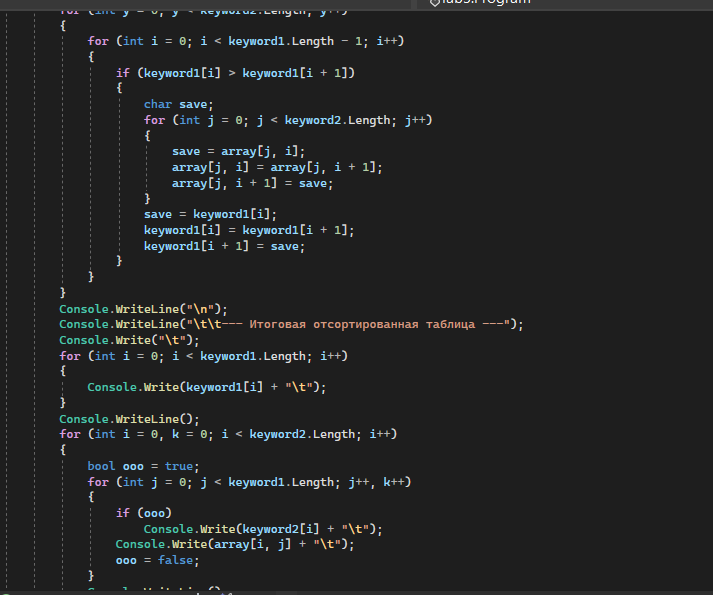 lab5.Program
for (int y = 0; y < keyword2.Length; y++)
{
for (int i = 0; i < keyword1.Length - 1; i++)
{
if (keyword1[i] > keyword1[i + 1])
{
char save;
for (int j = 0; j < keyword2.Length; j++)
{
save = array[j, i];
array[j, i] = array[j, i + 1];
array[j, i + 1] = save;
}
save = keyword1[i];
keyword1[i] = keyword1[i + 1];
keyword1[i + 1] = save;
}
}
}
Console.WriteLine("\n");
Console.WriteLine("\t\t--- Итоговая отсортированная таблица ---");
Console.Write("\t");
for (int i = 0; i < keyword1.Length; i++)
{
Console.Write(keyword1[i] + "\t");
}
Console.WriteLine();
for (int i = 0, k = 0; i < keyword2.Length; i++)
{
bool ooo = true;
for (int j = 0; j < keyword1.Length; j++, k++)
{
if (ooo)
Console.Write(keyword2[i] + "\t");
Console.Write(array[i, j] + "\t");
ooo = false;
}